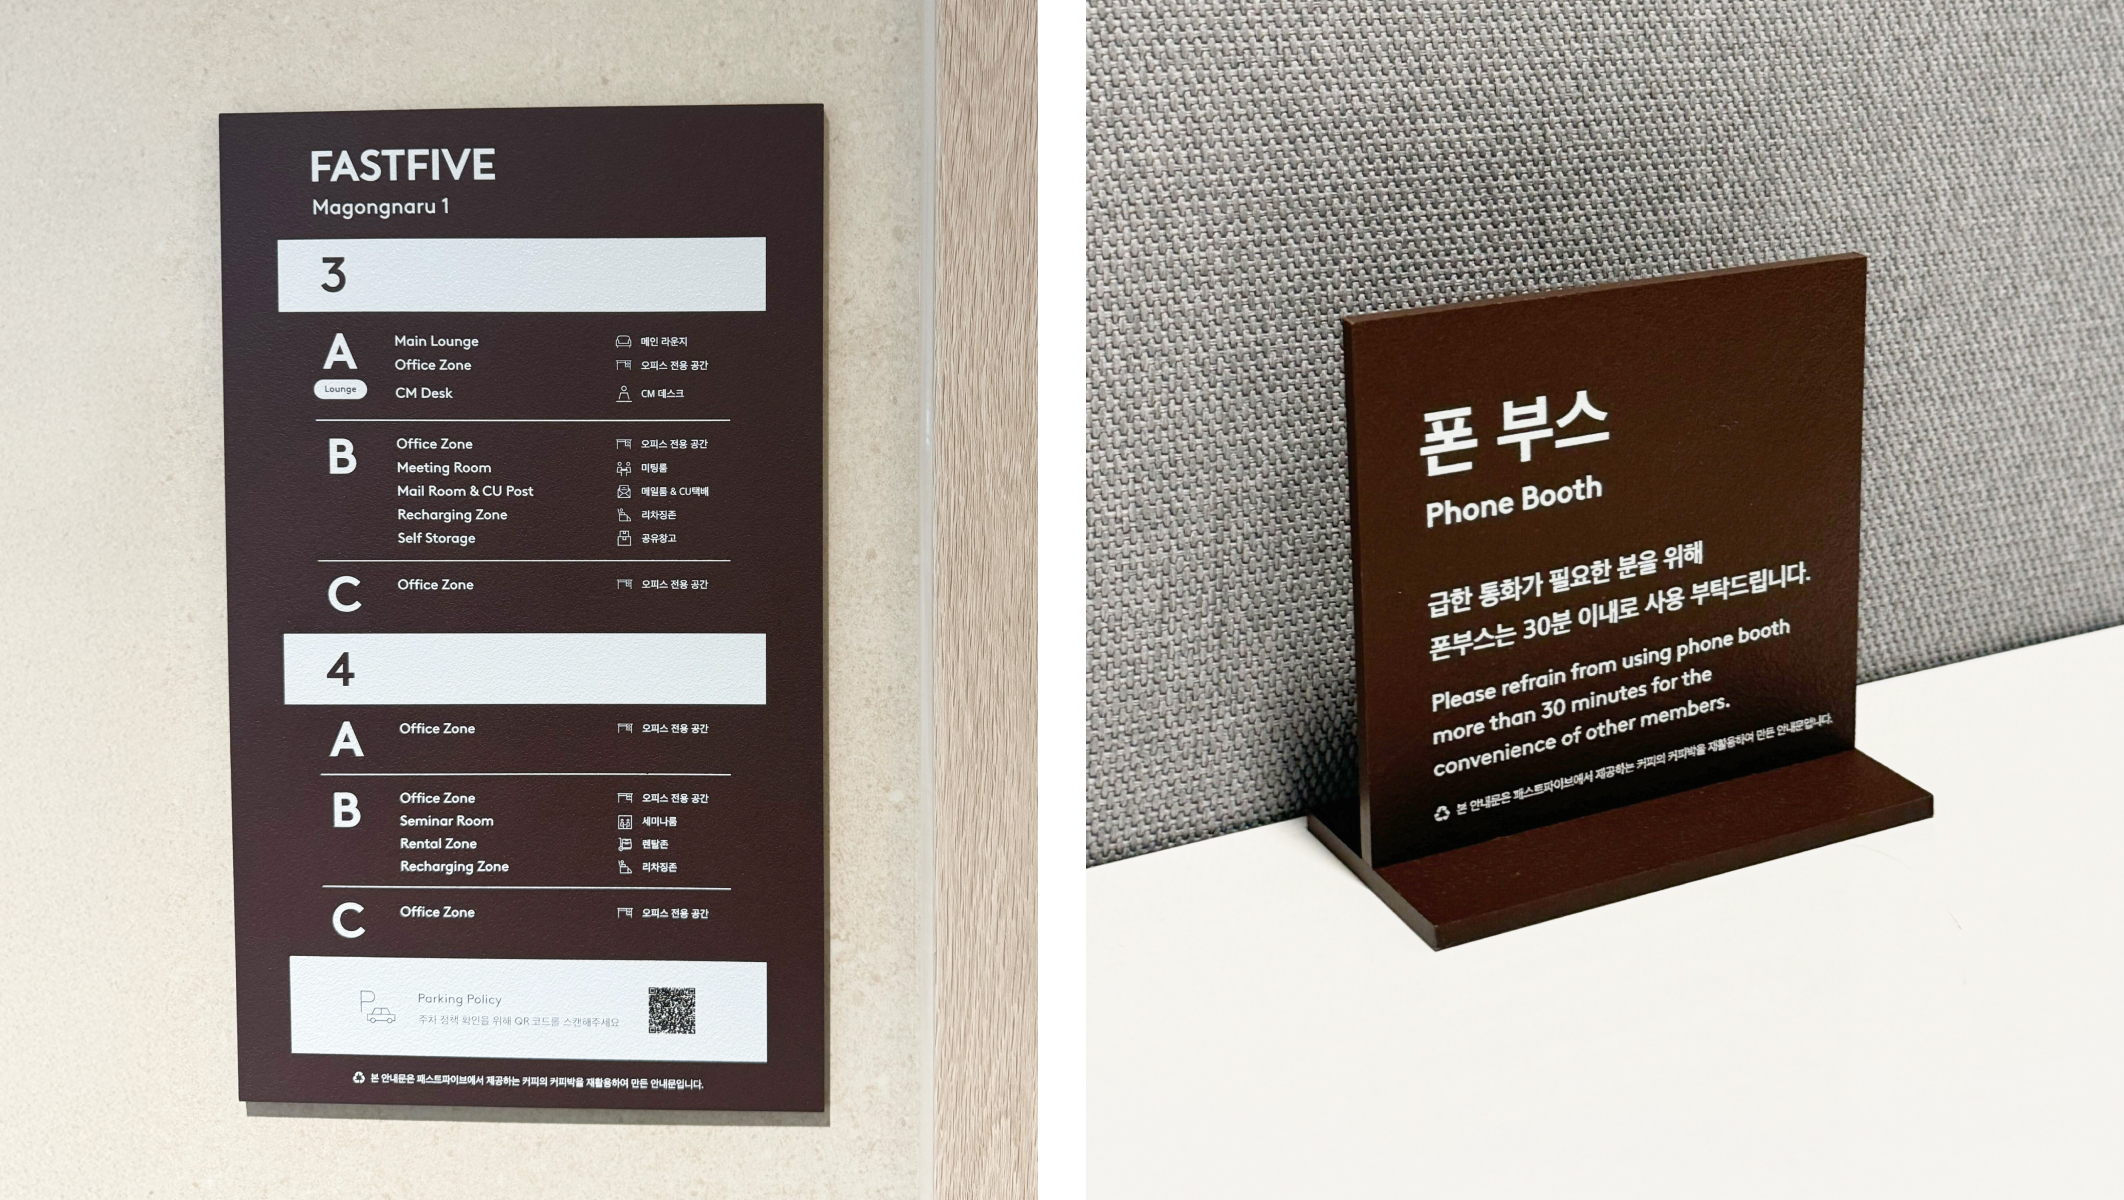 FASTFIVE
Magongnaru 1
3
A
Lounge
Main Lounge 메인 라운지
Office Zone 오피스 전용 공간
CM Desk CM 데스크
B
Office Zone 오피스 전용 공간
Meeting Room 미팅룸
Mail Room & CU Post 메일룸 & CU택배
Recharging Zone 리차징존
Self Storage 공유창고
C
Office Zone 오피스 전용 공간
4
A
Office Zone 오피스 전용 공간
B
Office Zone 오피스 전용 공간
Seminar Room 세미나룸
Rental Zone 렌탈존
Recharging Zone 리차징존
C
Office Zone 오피스 전용 공간
P
Parking Policy
주차 정책 확인을 위해 QR 코드를 스캔해주세요
본 안내문은 패스트파이브에서 제공하는 커피의 커피박을 재활용하여 만든 안내문입니다.
폰 부스
Phone Booth
급한 통화가 필요한 분을 위해
폰부스는 30분 이내로 사용 부탁드립니다.
Please refrain from using phone booth
more than 30 minutes for the
convenience of other members.
본 안내문은 패스트파이브에서 제공하는 커피의 커피박을 재활용하여 만든 안내문입니다.